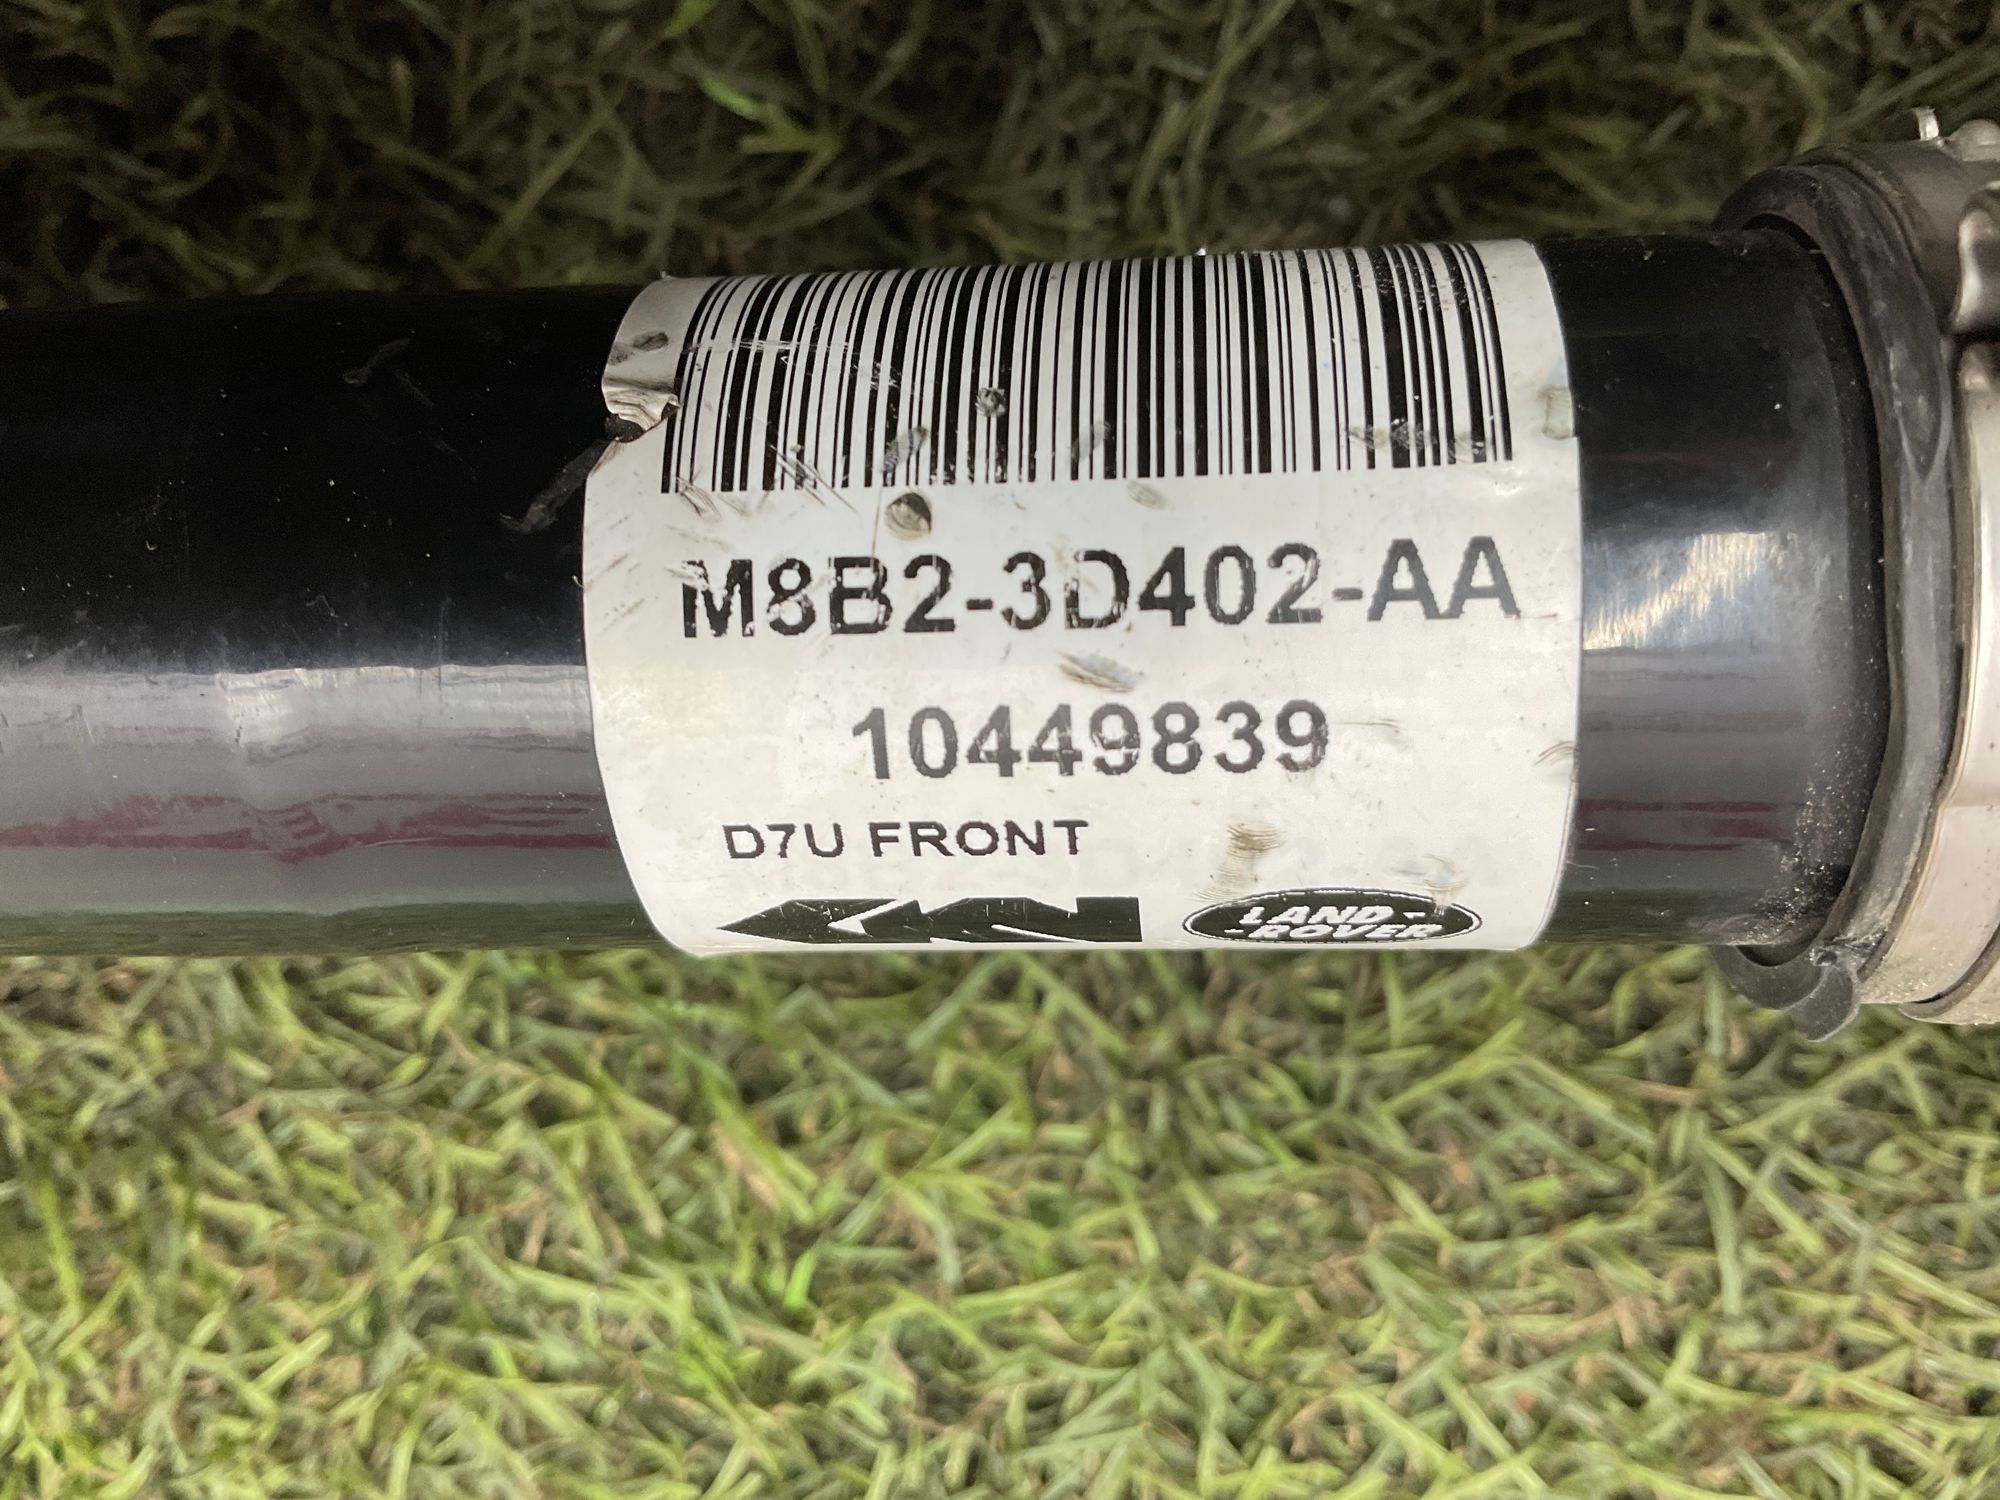 M8B2-3D402-AA
10449839
D7U FRONT
LAND-
-ROVER